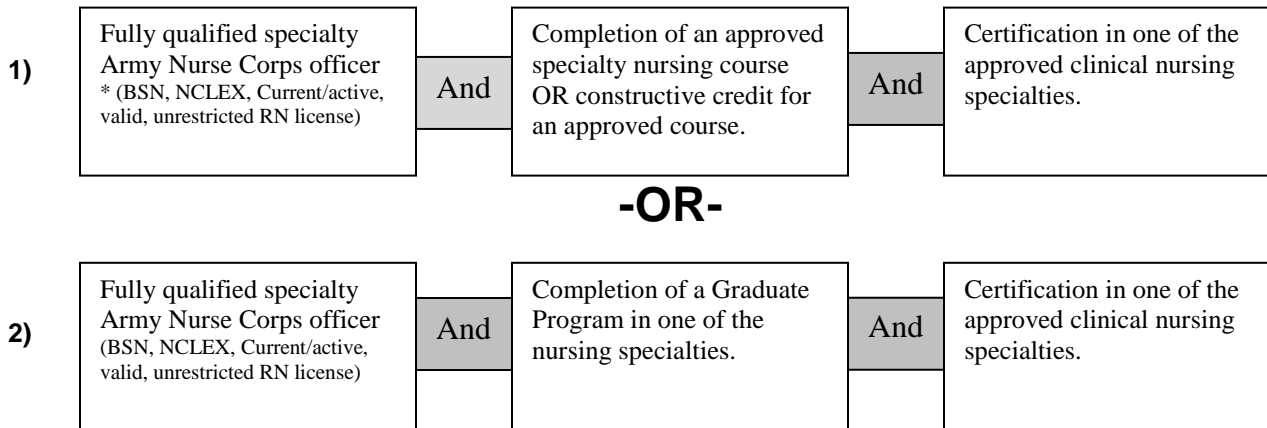 1)
Fully qualified specialty
Army Nurse Corps officer
* (BSN, NCLEX, Current/active,
valid, unrestricted RN license)
And
Completion of an approved
specialty nursing course
OR constructive credit for
an approved course.
And
Certification in one of the
approved clinical nursing
specialties.
-OR-
2)
Fully qualified specialty
Army Nurse Corps officer
(BSN, NCLEX, Current/active,
valid, unrestricted RN license)
And
Completion of a Graduate
Program in one of the
nursing specialties.
And
Certification in one of the
approved clinical nursing
specialties.